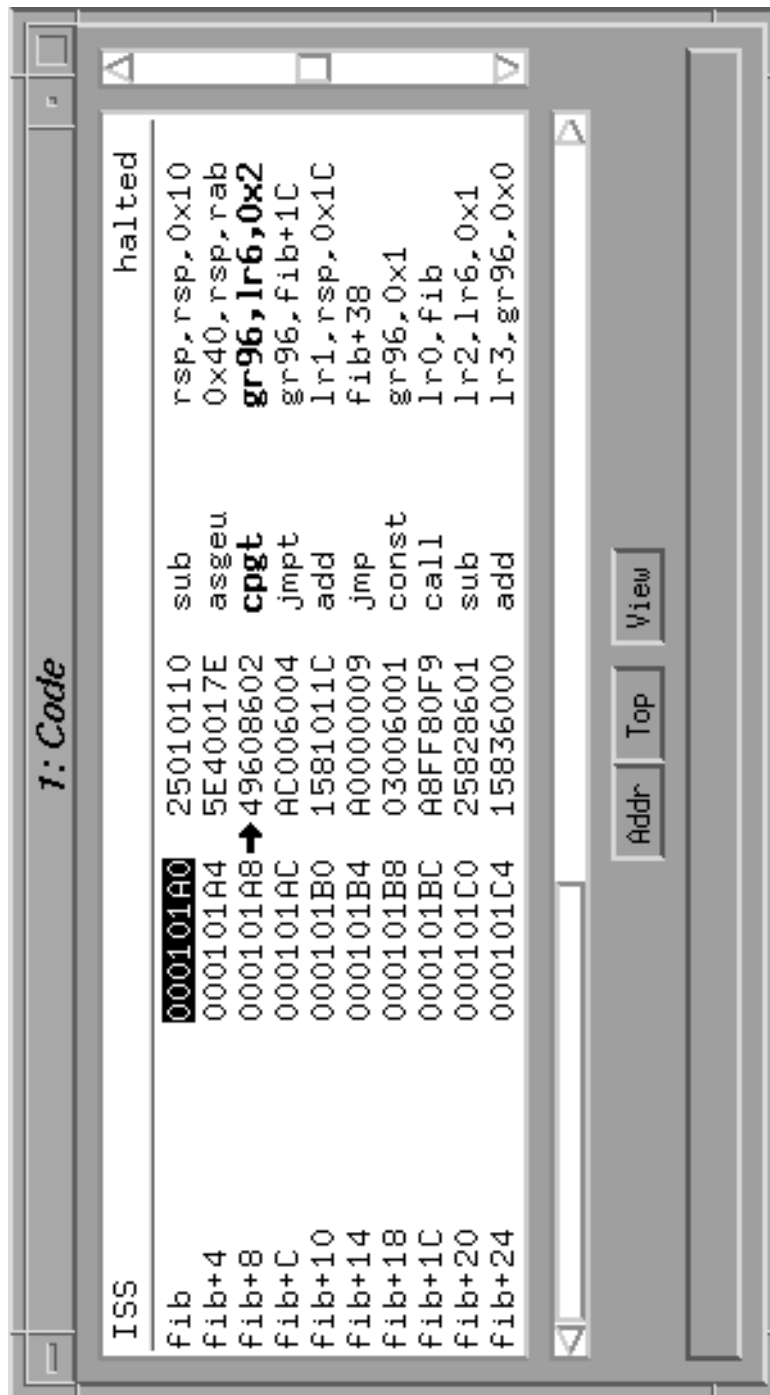 1: Code
ISS halted
fib 000101A0 25010110 sub rsp,rsp,0x10
fib+4 000101A4 5E40017E asgeu 0x40,rsp,rab
fib+8 000101A8 49608602 cpgt gr96,lr6,0x2
fib+C 000101AC AC006004 jmpt gr96,fib+1C
fib+10 000101B0 1581011C add lr1,rsp,0x1C
fib+14 000101B4 A0000009 jmp fib+38
fib+18 000101B8 03006001 const gr96,0x1
fib+1C 000101BC A8FF80F9 call lr0,fib
fib+20 000101C0 25828601 sub lr2,lr6,0x1
fib+24 000101C4 15836000 add lr3,gr96,0x0
Addr Top View